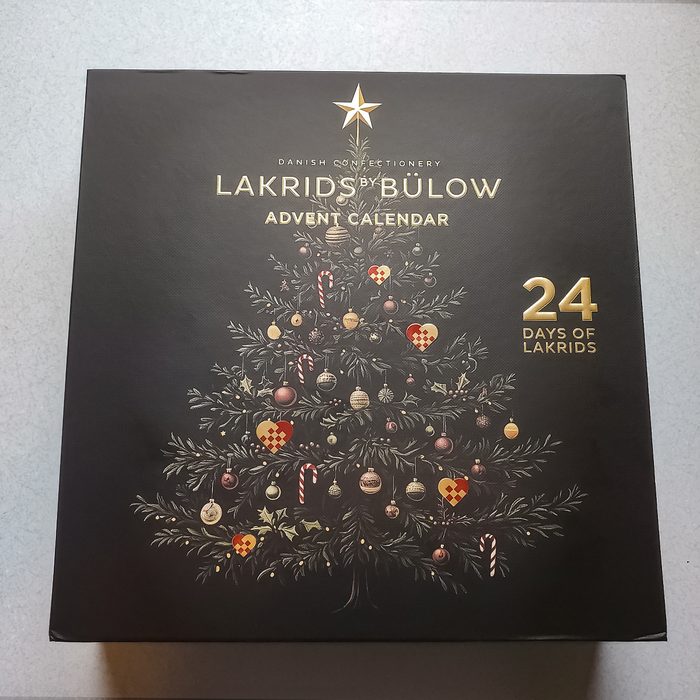 DANISH CONFECTIONERY
LAKRIDS BY BÜLOW
ADVENT CALENDAR
24
DAYS OF
LAKRIDS